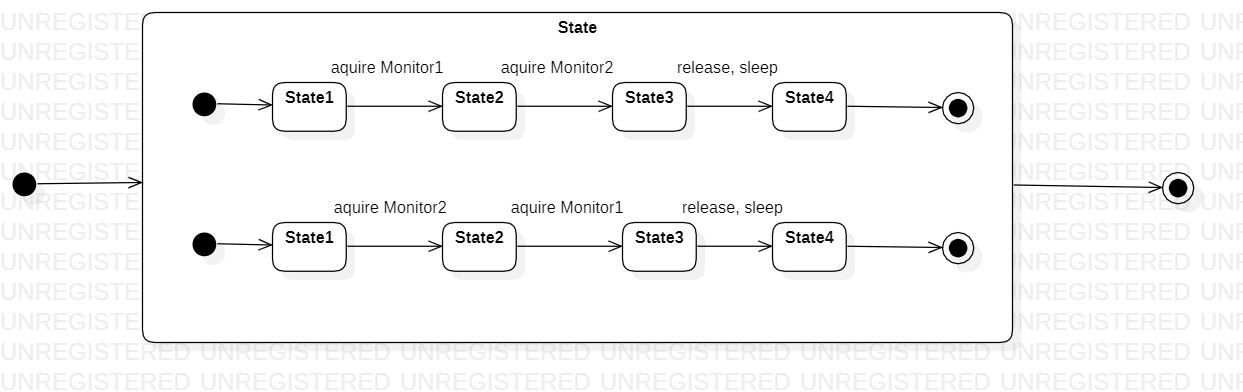 State
aquire Monitor1 aquire Monitor2 release, sleep
State1 State2 State3 State4
aquire Monitor2 aquire Monitor1 release, sleep
State1 State2 State3 State4
UNREGISTERED UNREGISTERED UNREGISTERED UNREGISTERED UNREGISTERED UNREGISTERED
UNREGISTERED UNREGISTERED UNREGISTERED UNREGISTERED UNREGISTERED UNREGISTERED